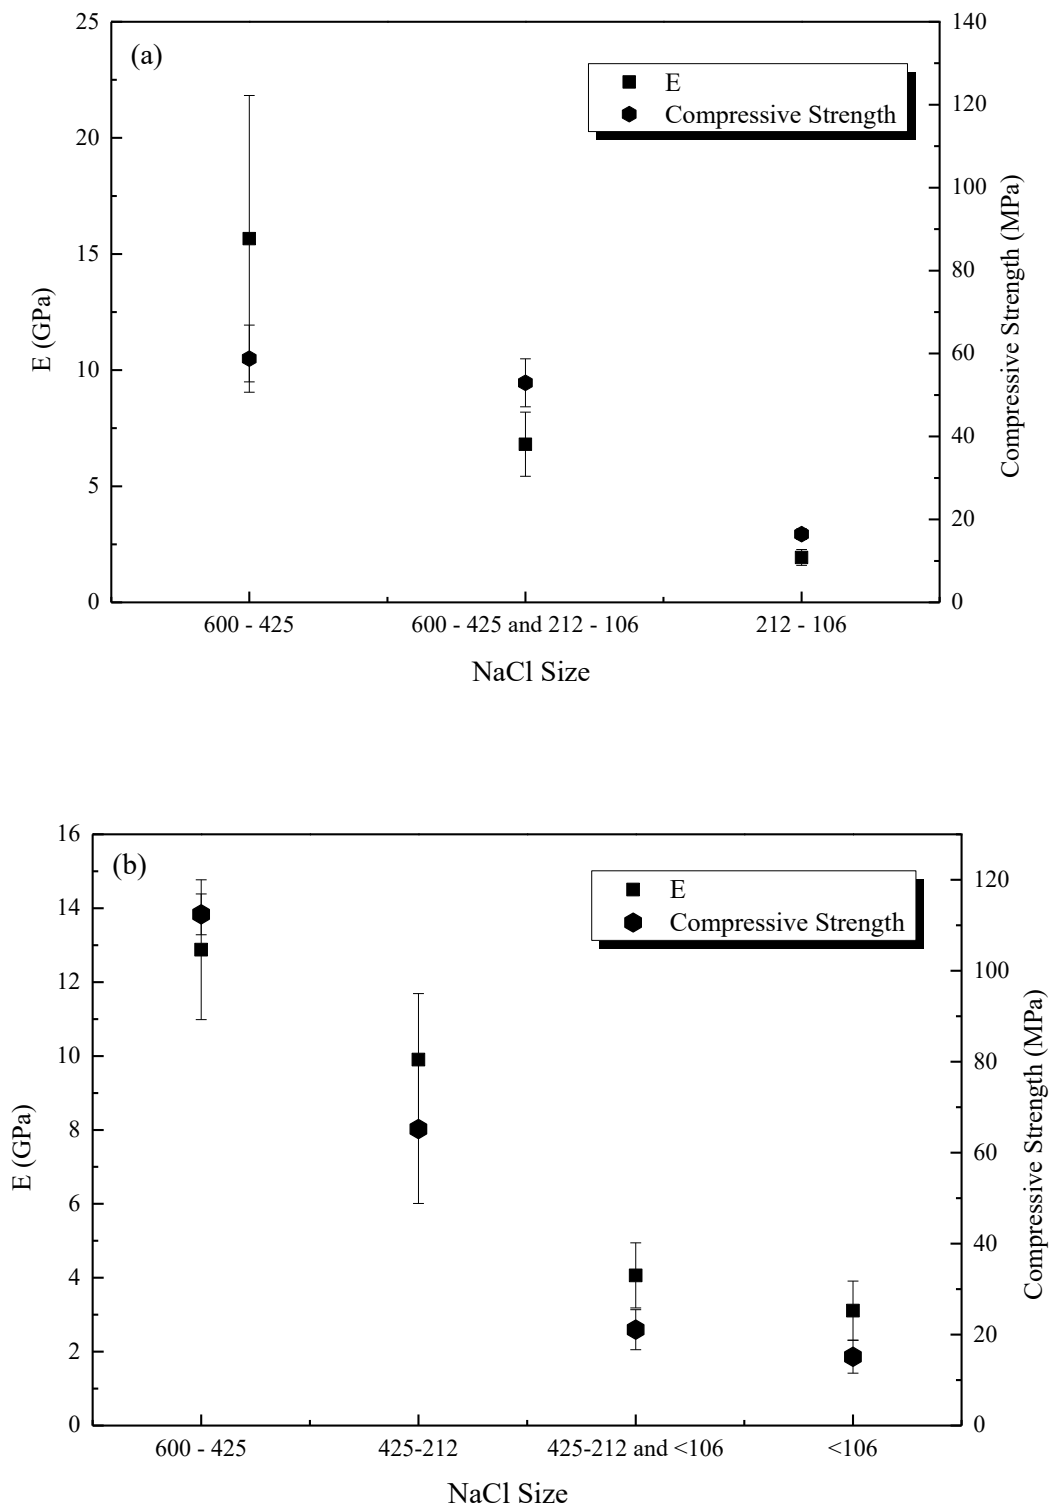 (a)
E
Compressive Strength
25
20
15
10
5
0
E (GPa)
140
120
100
80
60
40
20
0
Compressive Strength (MPa)
600 - 425
600 - 425 and 212 - 106
212 - 106
NaCl Size
(b)
E
Compressive Strength
16
14
12
10
8
6
4
2
0
E (GPa)
120
100
80
60
40
20
0
Compressive Strength (MPa)
600 - 425
425-212
425-212 and <106
<106
NaCl Size